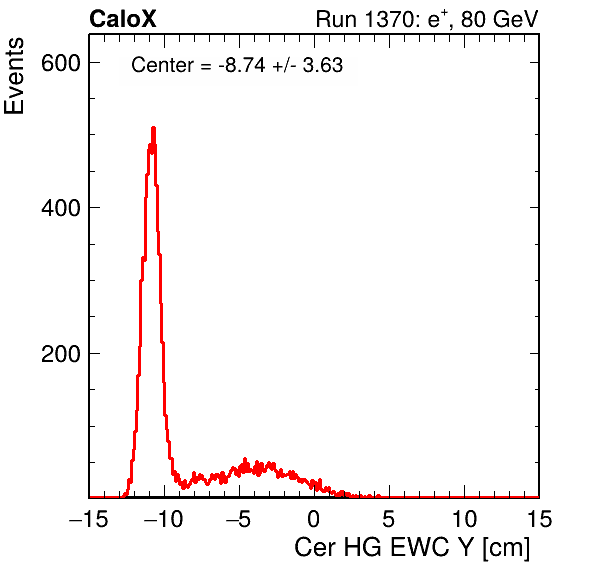 CaloX Run 1370: e⁺, 80 GeV
Center = -8.74 +/- 3.63
Events
600
400
200
−15 −10 −5 0 5 10 15
Cer HG EWC Y [cm]